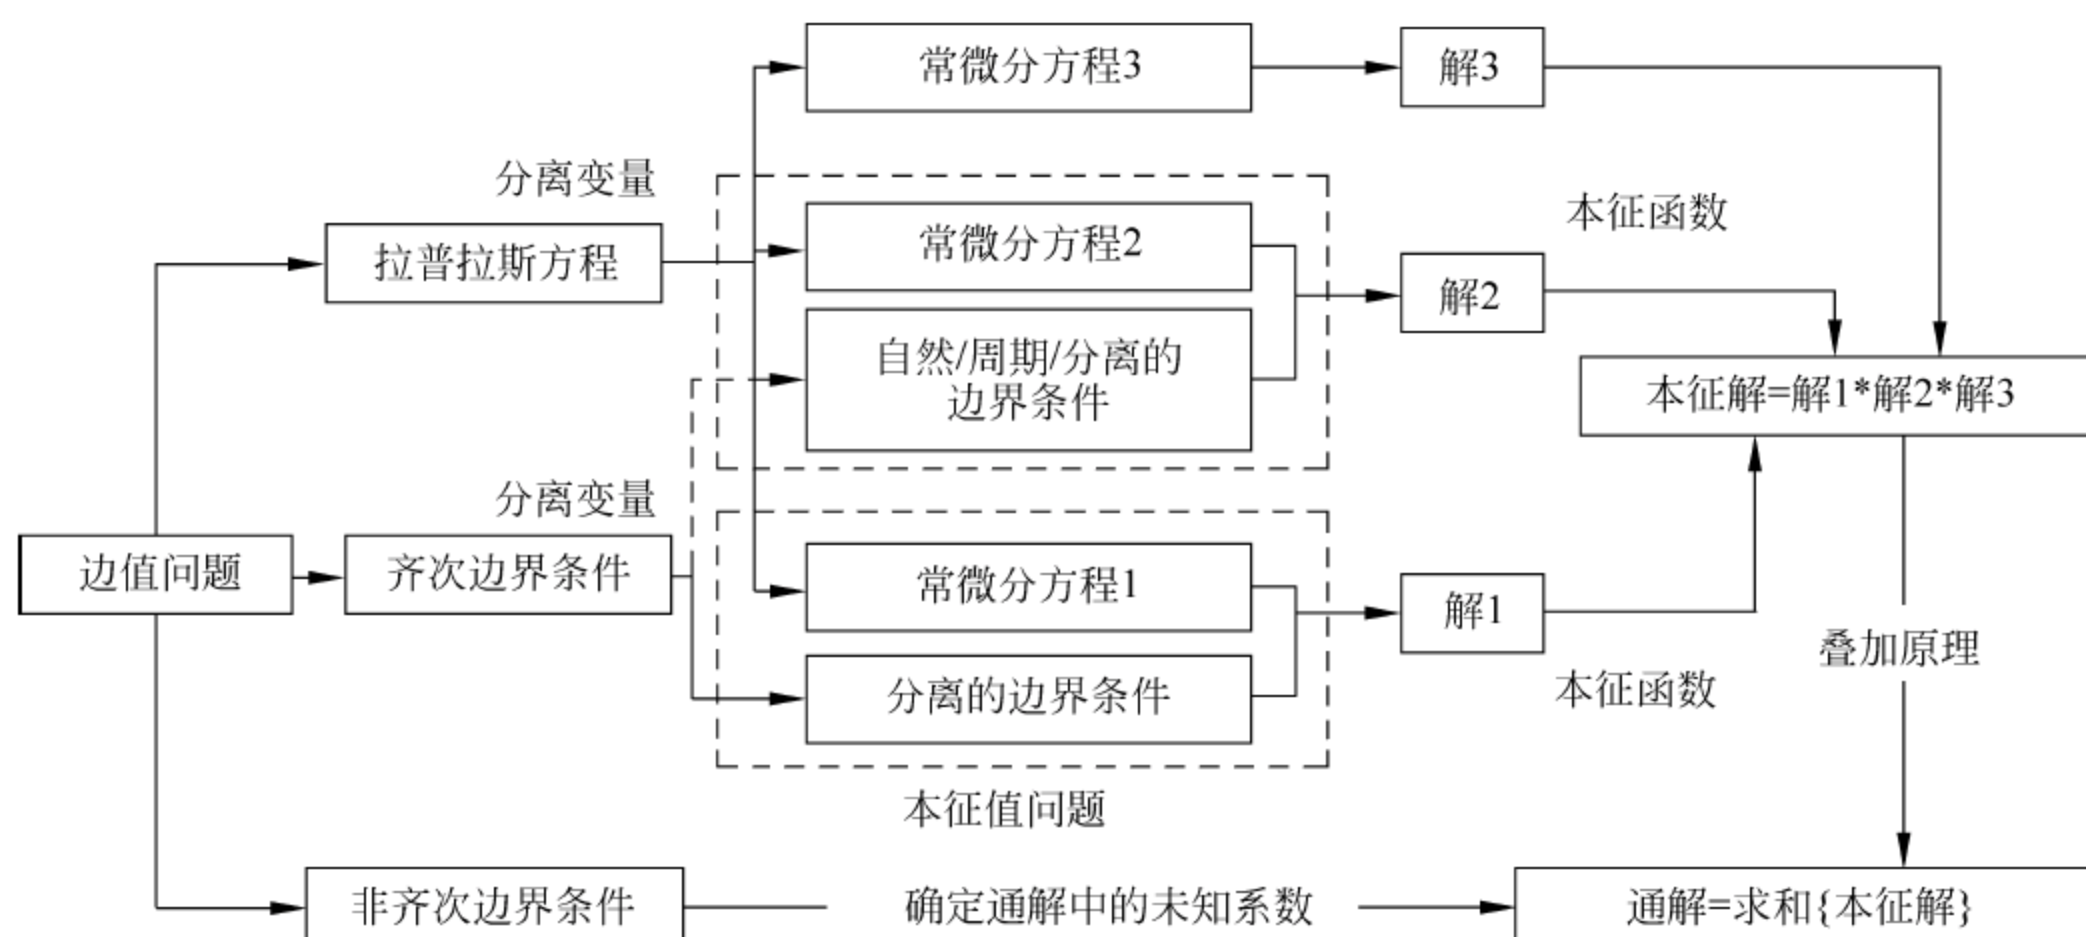 常微分方程3
解3
分离变量
本征函数
拉普拉斯方程
常微分方程2
解2
自然/周期/分离的
边界条件
本征解=解1*解2*解3
分离变量
边值问题
齐次边界条件
常微分方程1
解1
叠加原理
分离的边界条件
本征函数
本征值问题
非齐次边界条件
确定通解中的未知系数
通解=求和{本征解}